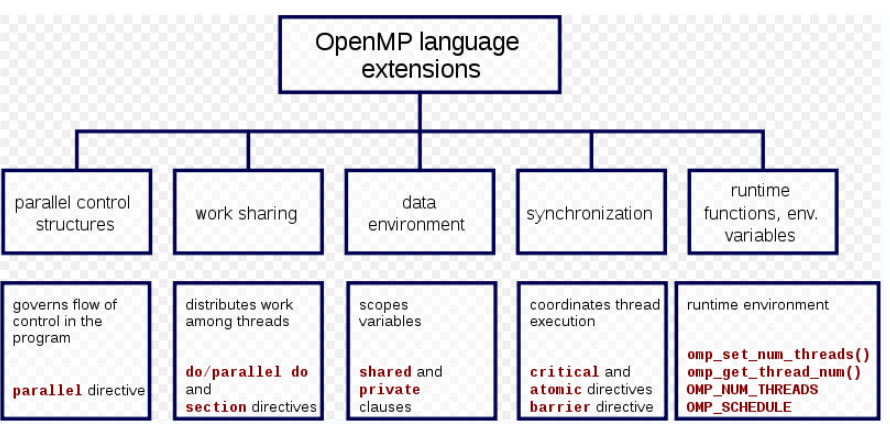 OpenMP language
extensions
parallel control
structures
work sharing
data
environment
synchronization
runtime
functions, env.
variables
governs flow of
control in the
program
parallel directive
distributes work
among threads
do/parallel do
and
section directives
scopes
variables
shared and
private
clauses
coordinates thread
execution
critical and
atomic directives
barrier directive
runtime environment
omp_set_num_threads()
omp_get_thread_num()
OMP_NUM_THREADS
OMP_SCHEDULE